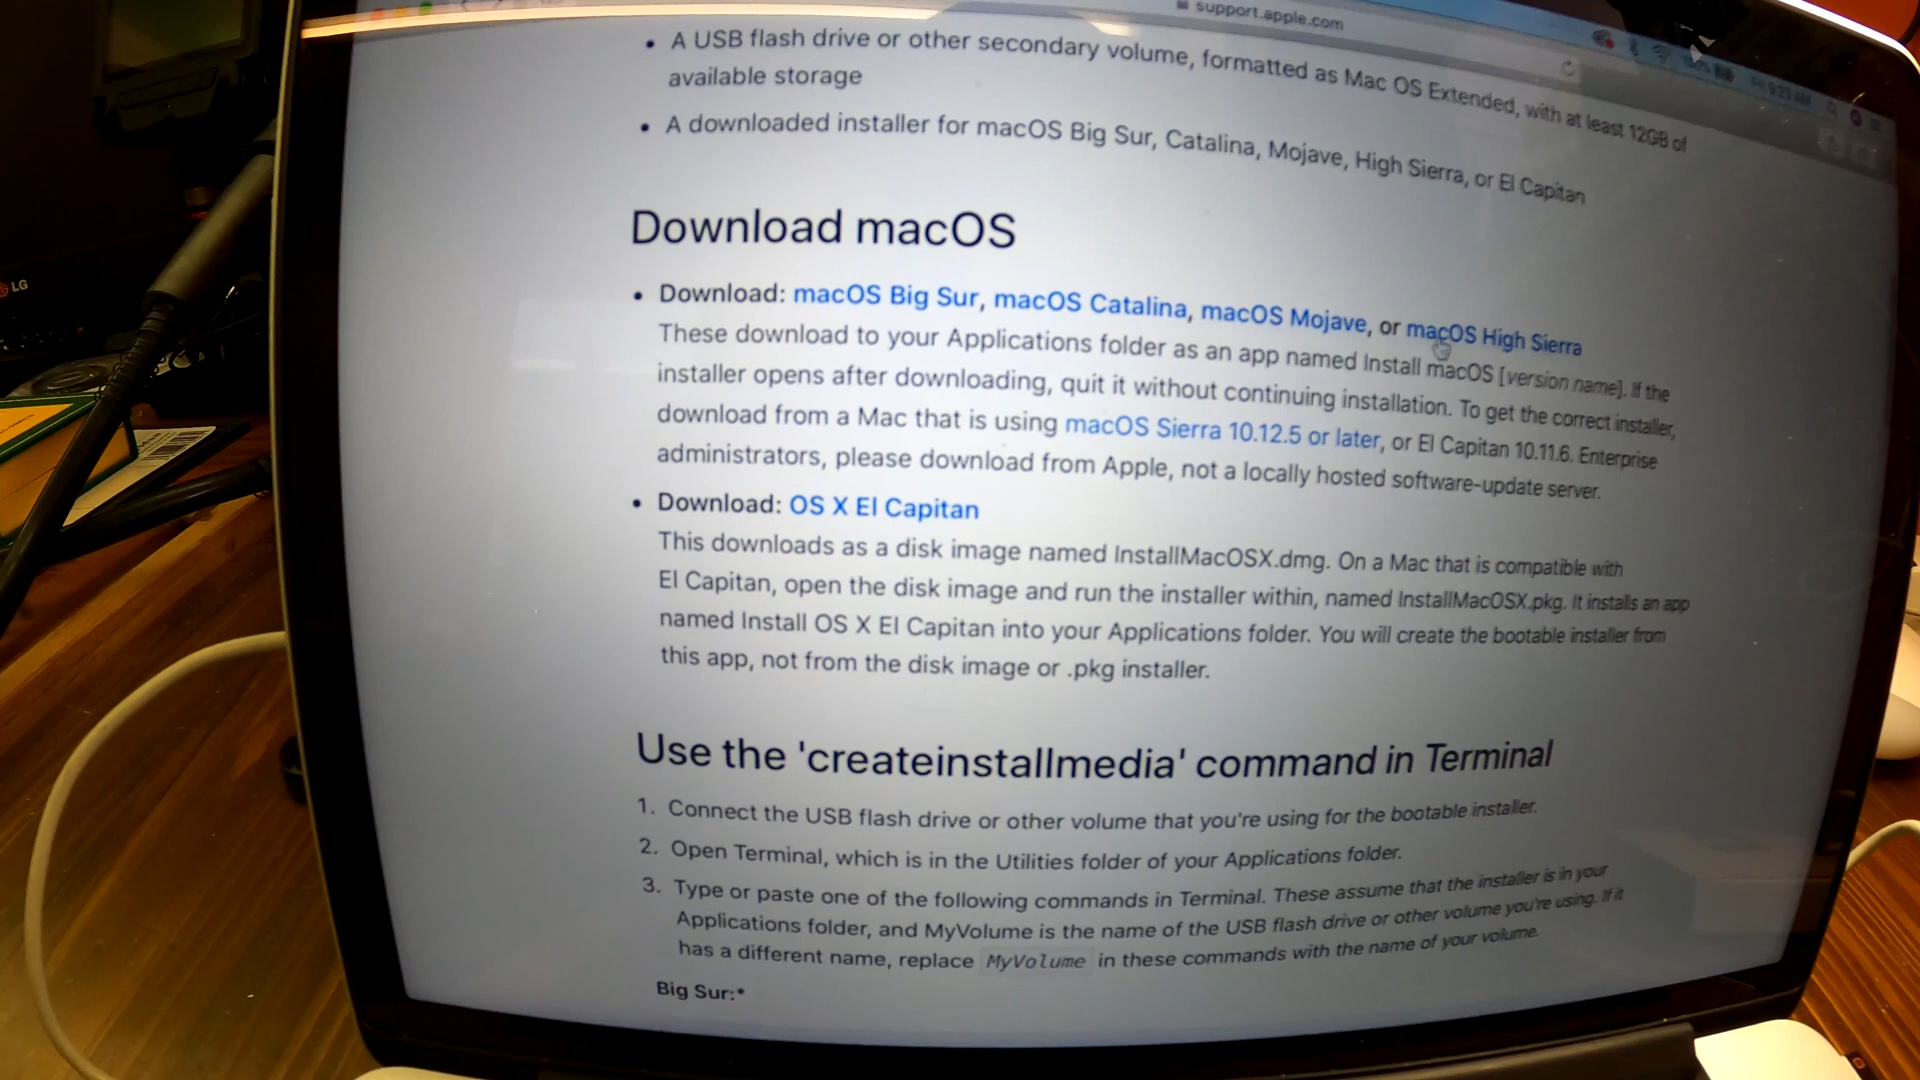 support.apple.com
• A USB flash drive or other secondary volume, formatted as Mac OS Extended, with at least 12GB of
available storage
• A downloaded installer for macOS Big Sur, Catalina, Mojave, High Sierra, or El Capitan
Download macOS
• Download: macOS Big Sur, macOS Catalina, macOS Mojave, or macOS High Sierra
These download to your Applications folder as an app named Install macOS [version name]. If the
installer opens after downloading, quit it without continuing installation. To get the correct installer,
download from a Mac that is using macOS Sierra 10.12.5 or later, or El Capitan 10.11.6. Enterprise
administrators, please download from Apple, not a locally hosted software-update server.
• Download: OS X El Capitan
This downloads as a disk image named InstallMacOSX.dmg. On a Mac that is compatible with
El Capitan, open the disk image and run the installer within, named InstallMacOSX.pkg. It installs an app
named Install OS X El Capitan into your Applications folder. You will create the bootable installer from
this app, not from the disk image or .pkg installer.
Use the 'createinstallmedia' command in Terminal
1. Connect the USB flash drive or other volume that you're using for the bootable installer.
2. Open Terminal, which is in the Utilities folder of your Applications folder.
3. Type or paste one of the following commands in Terminal. These assume that the installer is in your
Applications folder, and MyVolume is the name of the USB flash drive or other volume you're using. If it
has a different name, replace MyVolume in these commands with the name of your volume.
Big Sur:*
LG